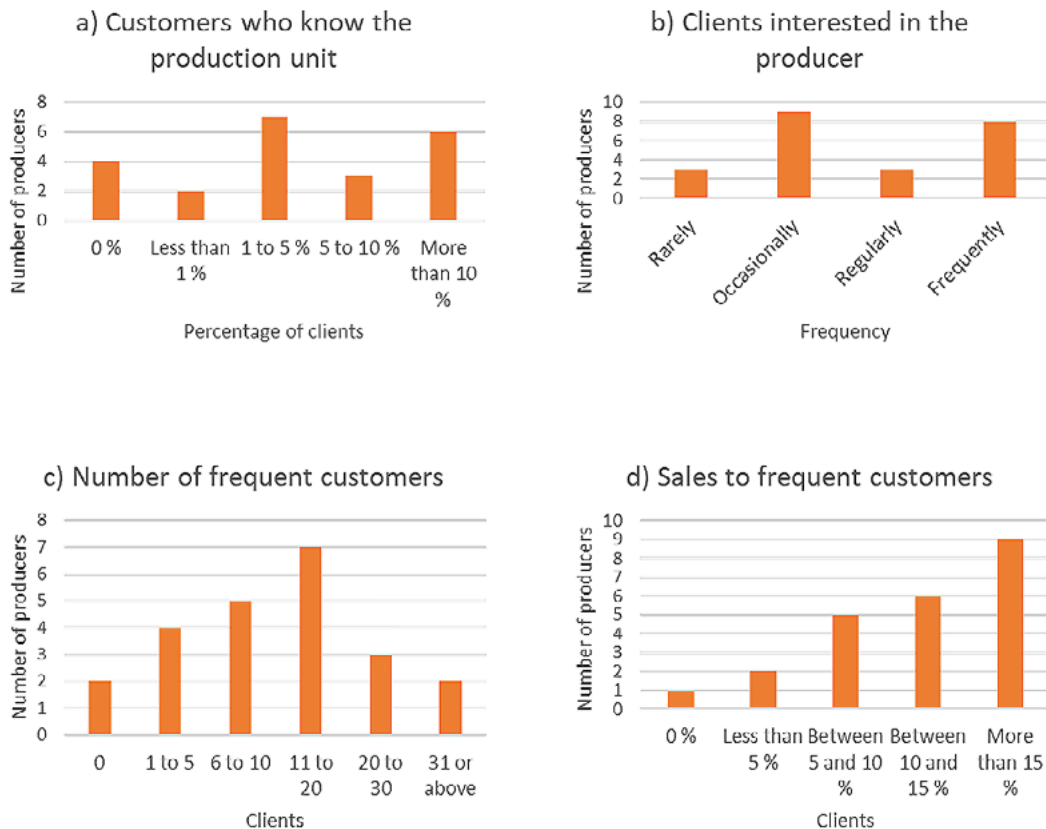 a) Customers who know the
production unit
Number of producers
8
6
4
2
0
0 %
Less than
1 %
1 to 5 %
5 to 10 %
More
than 10
%
Percentage of clients
b) Clients interested in the
producer
Number of producers
10
8
6
4
2
0
Rarely
Occasionally
Regularly
Frequently
Frequency
c) Number of frequent customers
Number of producers
8
7
6
5
4
3
2
1
0
0
1 to 5
6 to 10
11 to
20
20 to
30
31 or
above
Clients
d) Sales to frequent customers
Number of producers
10
9
8
7
6
5
4
3
2
1
0
0 %
Less than
5 %
Between
5 and 10
%
Between
10 and
15 %
More
than 15
%
Clients